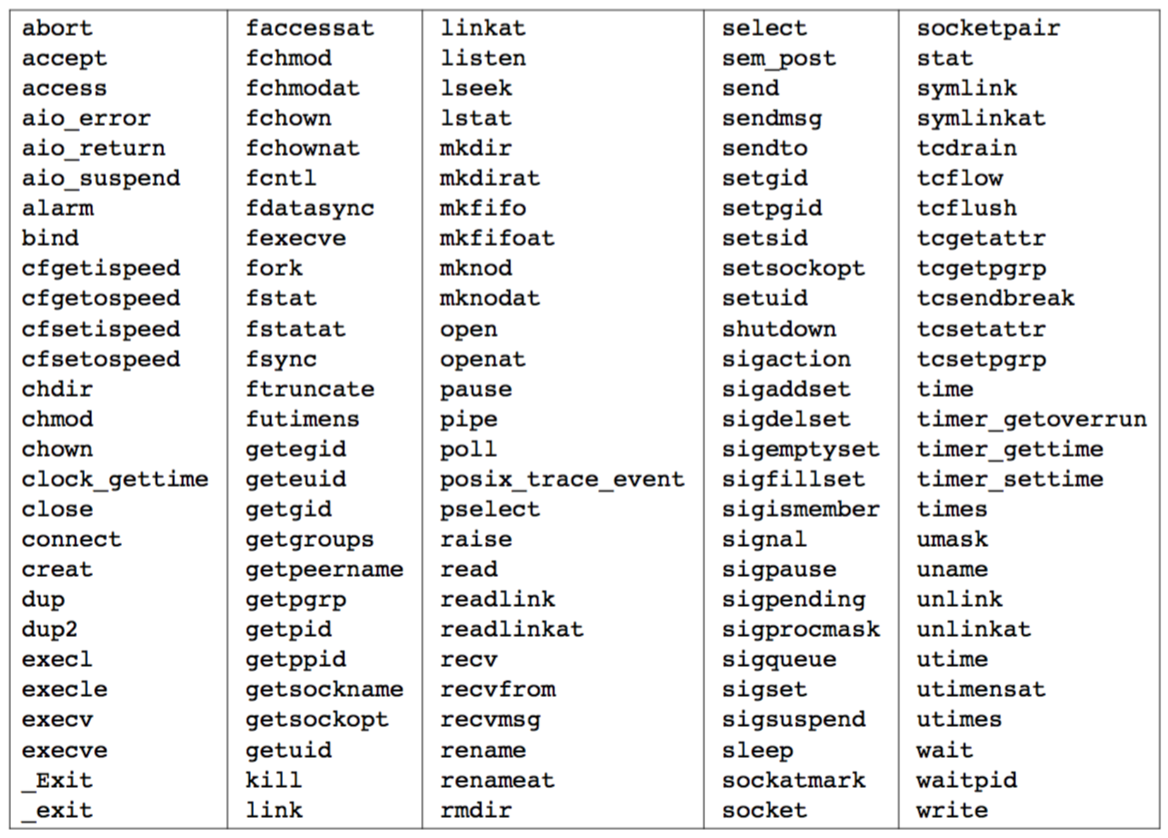 abort
accept
access
aio_error
aio_return
aio_suspend
alarm
bind
cfgetispeed
cfgetospeed
cfsetispeed
cfsetospeed
chdir
chmod
chown
clock_gettime
close
connect
creat
dup
dup2
execl
execle
execv
execve
_Exit
_exit
faccessat
fchmod
fchmodat
fchown
fchownat
fcntl
fdatasync
fexecve
fork
fstat
fstatat
fsync
ftruncate
futimens
getegid
geteuid
getgid
getgroups
getpeername
getpgrp
getpid
getppid
getsockname
getsockopt
getuid
kill
link
linkat
listen
lseek
lstat
mkdir
mkdirat
mkfifo
mkfifoat
mknod
mknodat
open
openat
pause
pipe
poll
posix_trace_event
pselect
raise
read
readlink
readlinkat
recv
recvfrom
recvmsg
rename
renameat
rmdir
select
sem_post
send
sendmsg
sendto
setgid
setpgid
setsid
setsockopt
setuid
shutdown
sigaction
sigaddset
sigdelset
sigemptyset
sigfillset
sigismember
signal
sigpause
sigpending
sigprocmask
sigqueue
sigset
sigsuspend
sleep
sockatmark
socket
socketpair
stat
symlink
symlinkat
tcdrain
tcflow
tcflush
tcgetattr
tcgetpgrp
tcsendbreak
tcsetattr
tcsetpgrp
time
timer_getoverrun
timer_gettime
timer_settime
times
umask
uname
unlink
unlinkat
utime
utimensat
utimes
wait
waitpid
write